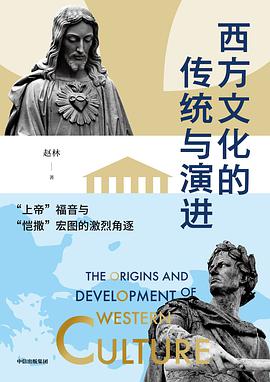 西方文化的
传统与演进
赵林
著
“上帝”福音与
“恺撒”宏图的激烈角逐
THE ORIGINS AND
DEVELOPMENT OF
WESTERN
CULTURE
中信出版集团